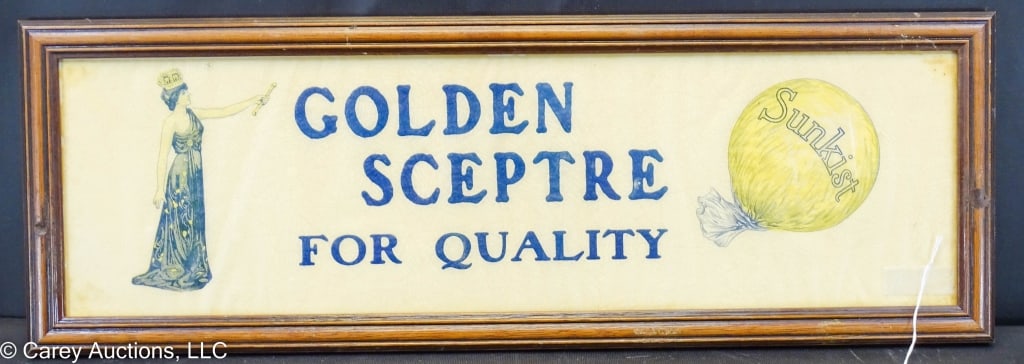 GOLDEN
SCEPTRE
FOR QUALITY
Sunkist
© Carey Auctions, LLC